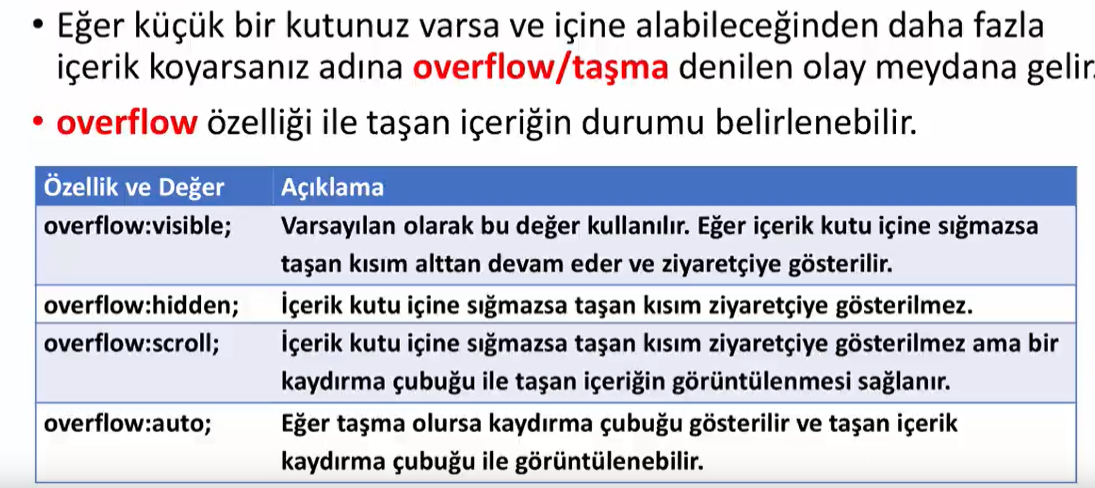 • Eğer küçük bir kutunuz varsa ve içine alabileceğinden daha fazla
içerik koyarsanız adına overflow/taşma denilen olay meydana gelir.
• overflow özelliği ile taşan içeriğin durumu belirlenebilir.
Özellik ve Değer Açıklama
overflow:visible; Varsayılan olarak bu değer kullanılır. Eğer içerik kutu içine sığmazsa
taşan kısım alttan devam eder ve ziyaretçiye gösterilir.
overflow:hidden; İçerik kutu içine sığmazsa taşan kısım ziyaretçiye gösterilmez.
overflow:scroll; İçerik kutu içine sığmazsa taşan kısım ziyaretçiye gösterilmez ama bir
kaydırma çubuğu ile taşan içeriğin görüntülenmesi sağlanır.
overflow:auto; Eğer taşma olursa kaydırma çubuğu gösterilir ve taşan içerik
kaydırma çubuğu ile görüntülenebilir.